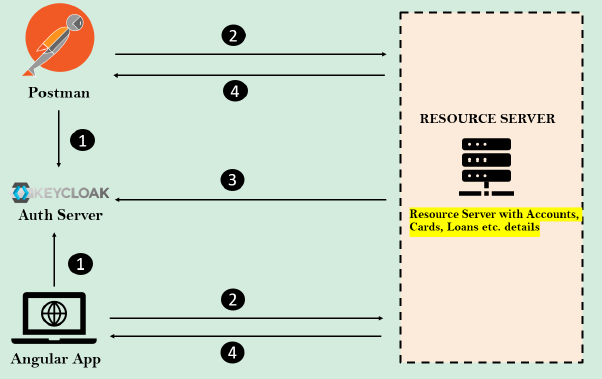 2
4
Postman
1
RESOURCE SERVER
KEYCLOAK
3
Auth Server
Resource Server with Accounts,
Cards, Loans etc. details
1
2
4
Angular App